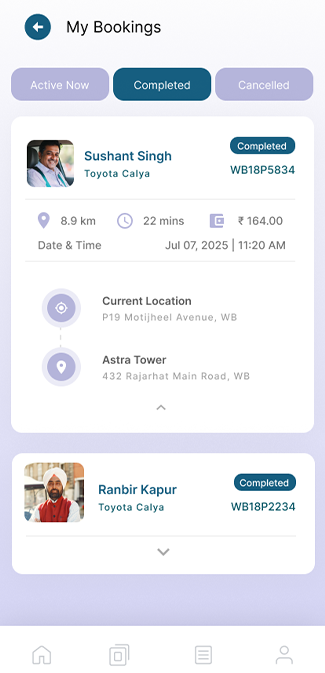 My Bookings
Active Now Completed Cancelled
Completed
Sushant Singh
Toyota Calya WB18P5834
8.9 km 22 mins ₹ 164.00
Date & Time Jul 07, 2025 | 11:20 AM
Current Location
P19 Motijheel Avenue, WB
Astra Tower
432 Rajarhat Main Road, WB
Completed
Ranbir Kapur
Toyota Calya WB18P2234